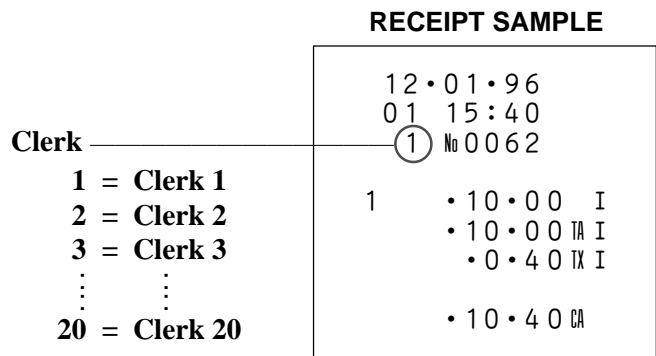 RECEIPT SAMPLE
12•01•96
01 15:40
Clerk 1 №0062
1 = Clerk 1
2 = Clerk 2
3 = Clerk 3
⋮ ⋮
20 = Clerk 20
1 •10•00 I
•10•00 TA I
•0•40 TX I
•10•40 CA